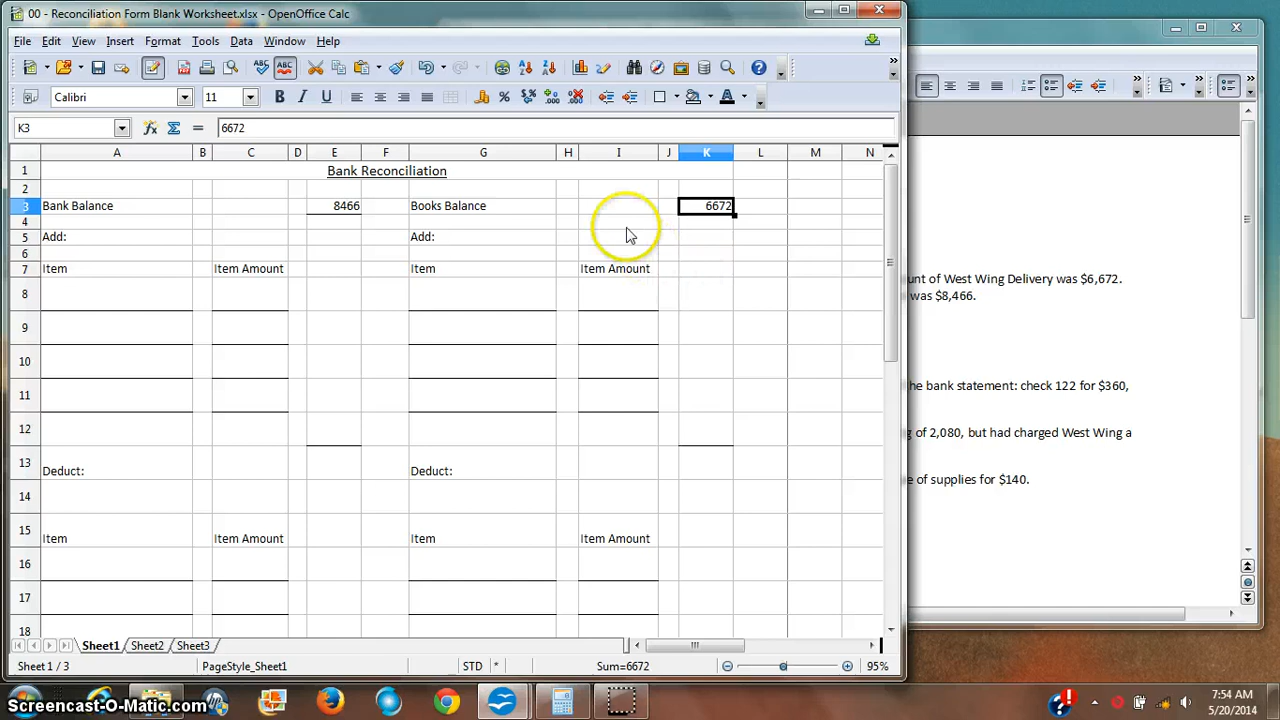 00 - Reconciliation Form Blank Worksheet.xlsx - OpenOffice Calc
File Edit View Insert Format Tools Data Window Help
Calibri 11
K3 6672
A B C D E F G H I J K L M N
1 Bank Reconciliation
2
3 Bank Balance 8466 Books Balance 6672
4
5 Add: Add:
6
7 Item Item Amount Item Item Amount
8
9
10
11
12
13 Deduct: Deduct:
14
15 Item Item Amount Item Item Amount
16
17
18
Sheet1 Sheet2 Sheet3
Sheet 1 / 3 PageStyle_Sheet1 STD * Sum=6672 95%
unt of West Wing Delivery was $6,672.
was $8,466.
he bank statement: check 122 for $360,
g of 2,080, but had charged West Wing a
e of supplies for $140.
Screencast-O-Matic.com
7:54 AM
5/20/2014